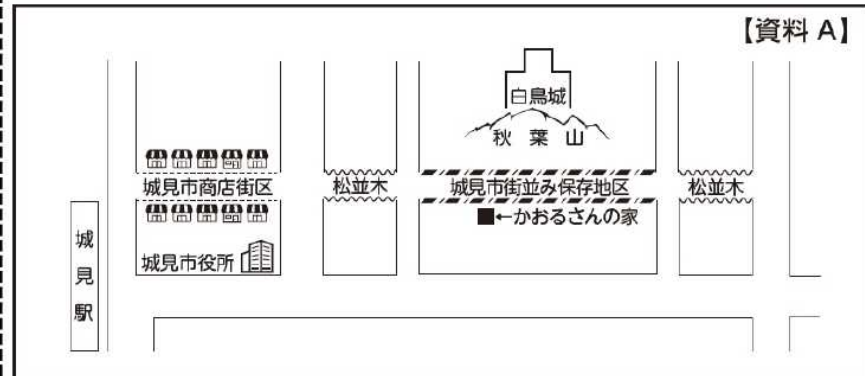 【資料 A】
白鳥城
秋葉山
城見市商店街区
松並木
城見市街並み保存地区
松並木
■←かおるさんの家
城見市役所
城見駅